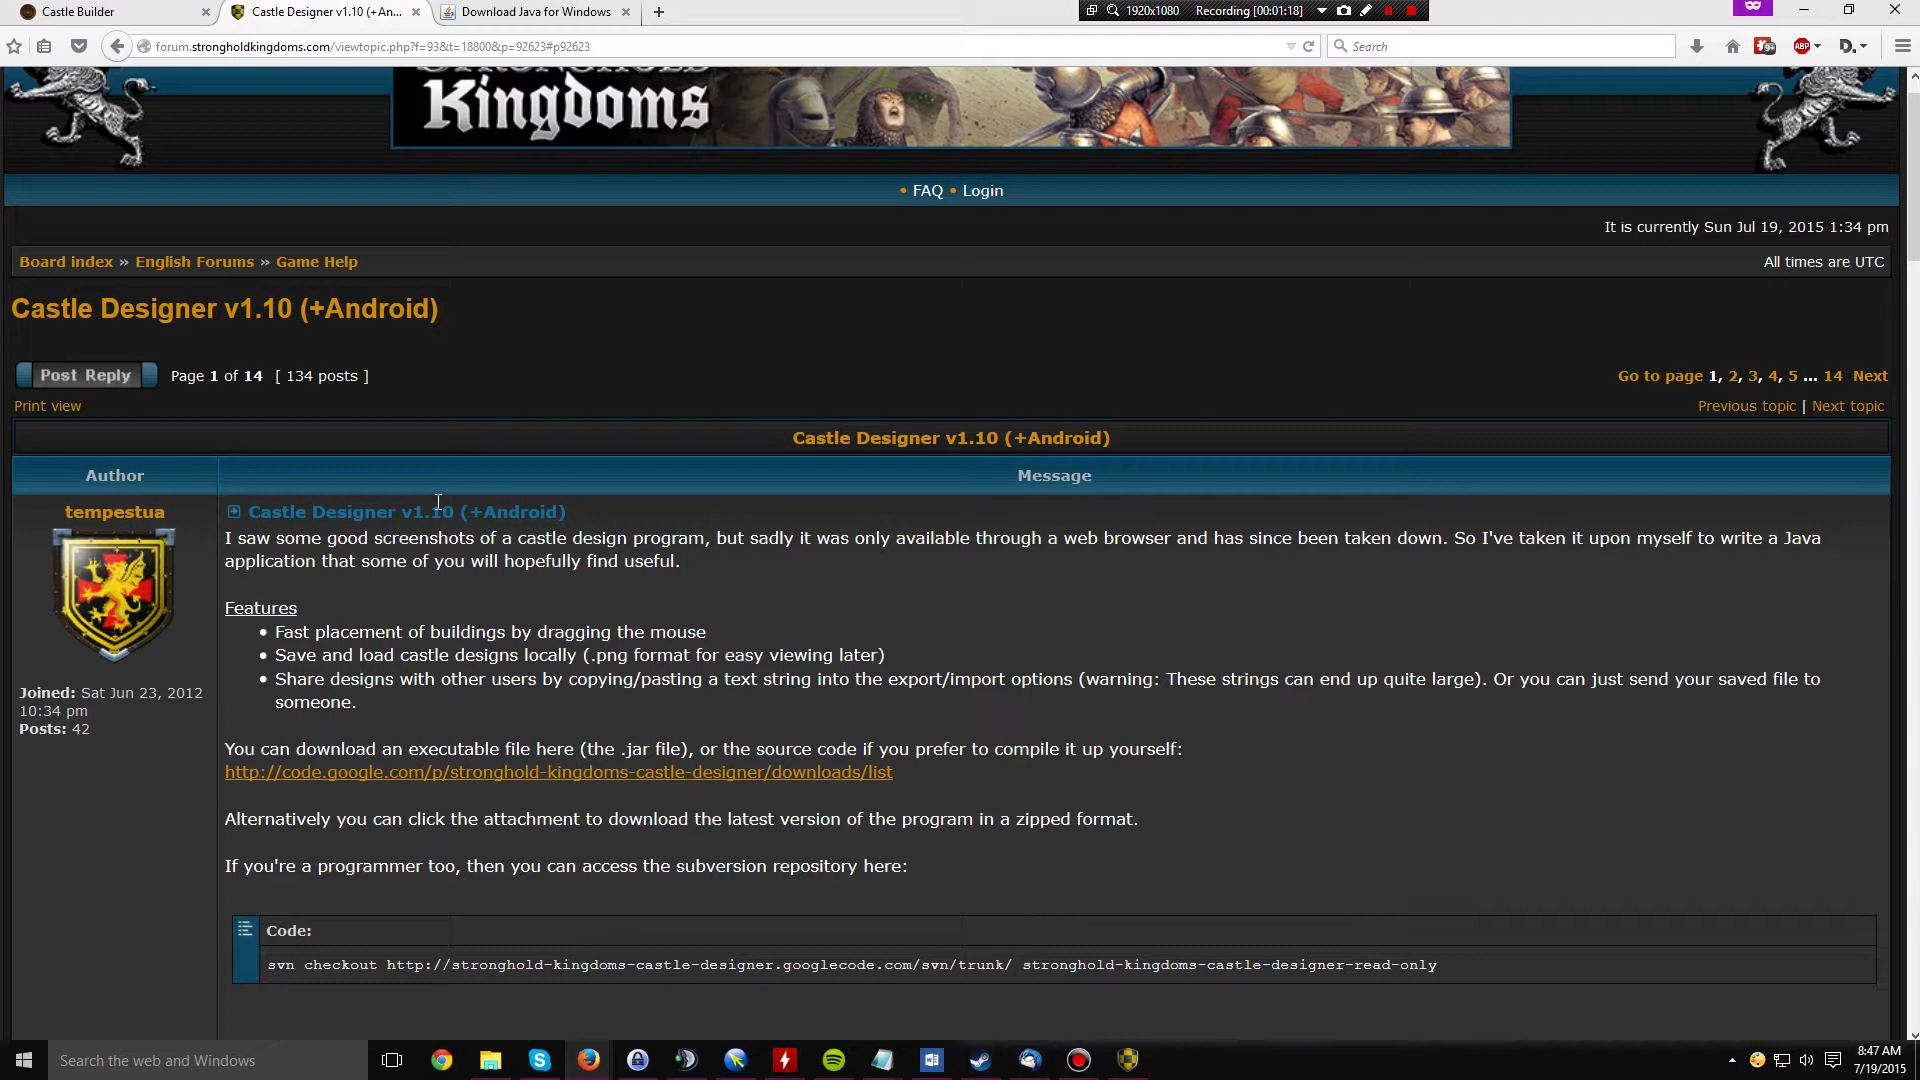 Castle Builder
Castle Designer v1.10 (+An...
Download Java for Windows
1920x1080
Recording [00:01:18]
forum.strongholdkingdoms.com/viewtopic.php?f=93&t=18800&p=92623#p92623
Search
9+
ABP
D.
Kingdoms
• FAQ • Login
It is currently Sun Jul 19, 2015 1:34 pm
Board index » English Forums » Game Help
All times are UTC
Castle Designer v1.10 (+Android)
Post Reply
Page 1 of 14 [ 134 posts ]
Go to page 1, 2, 3, 4, 5 ... 14 Next
Print view
Previous topic | Next topic
Castle Designer v1.10 (+Android)
Author
Message
tempestua
Castle Designer v1.10 (+Android)
I saw some good screenshots of a castle design program, but sadly it was only available through a web browser and has since been taken down. So I've taken it upon myself to write a Java
application that some of you will hopefully find useful.
Features
• Fast placement of buildings by dragging the mouse
• Save and load castle designs locally (.png format for easy viewing later)
• Share designs with other users by copying/pasting a text string into the export/import options (warning: These strings can end up quite large). Or you can just send your saved file to
someone.
Joined: Sat Jun 23, 2012
10:34 pm
Posts: 42
You can download an executable file here (the .jar file), or the source code if you prefer to compile it up yourself:
http://code.google.com/p/stronghold-kingdoms-castle-designer/downloads/list
Alternatively you can click the attachment to download the latest version of the program in a zipped format.
If you're a programmer too, then you can access the subversion repository here:
Code:
svn checkout http://stronghold-kingdoms-castle-designer.googlecode.com/svn/trunk/ stronghold-kingdoms-castle-designer-read-only
Search the web and Windows
8:47 AM
7/19/2015